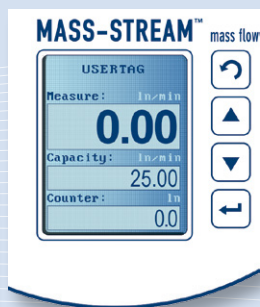 MASS-STREAM™ mass flow
USERTAG
Measure: ln/min
0.00
Capacity: ln/min
25.00
Counter: ln
0.0